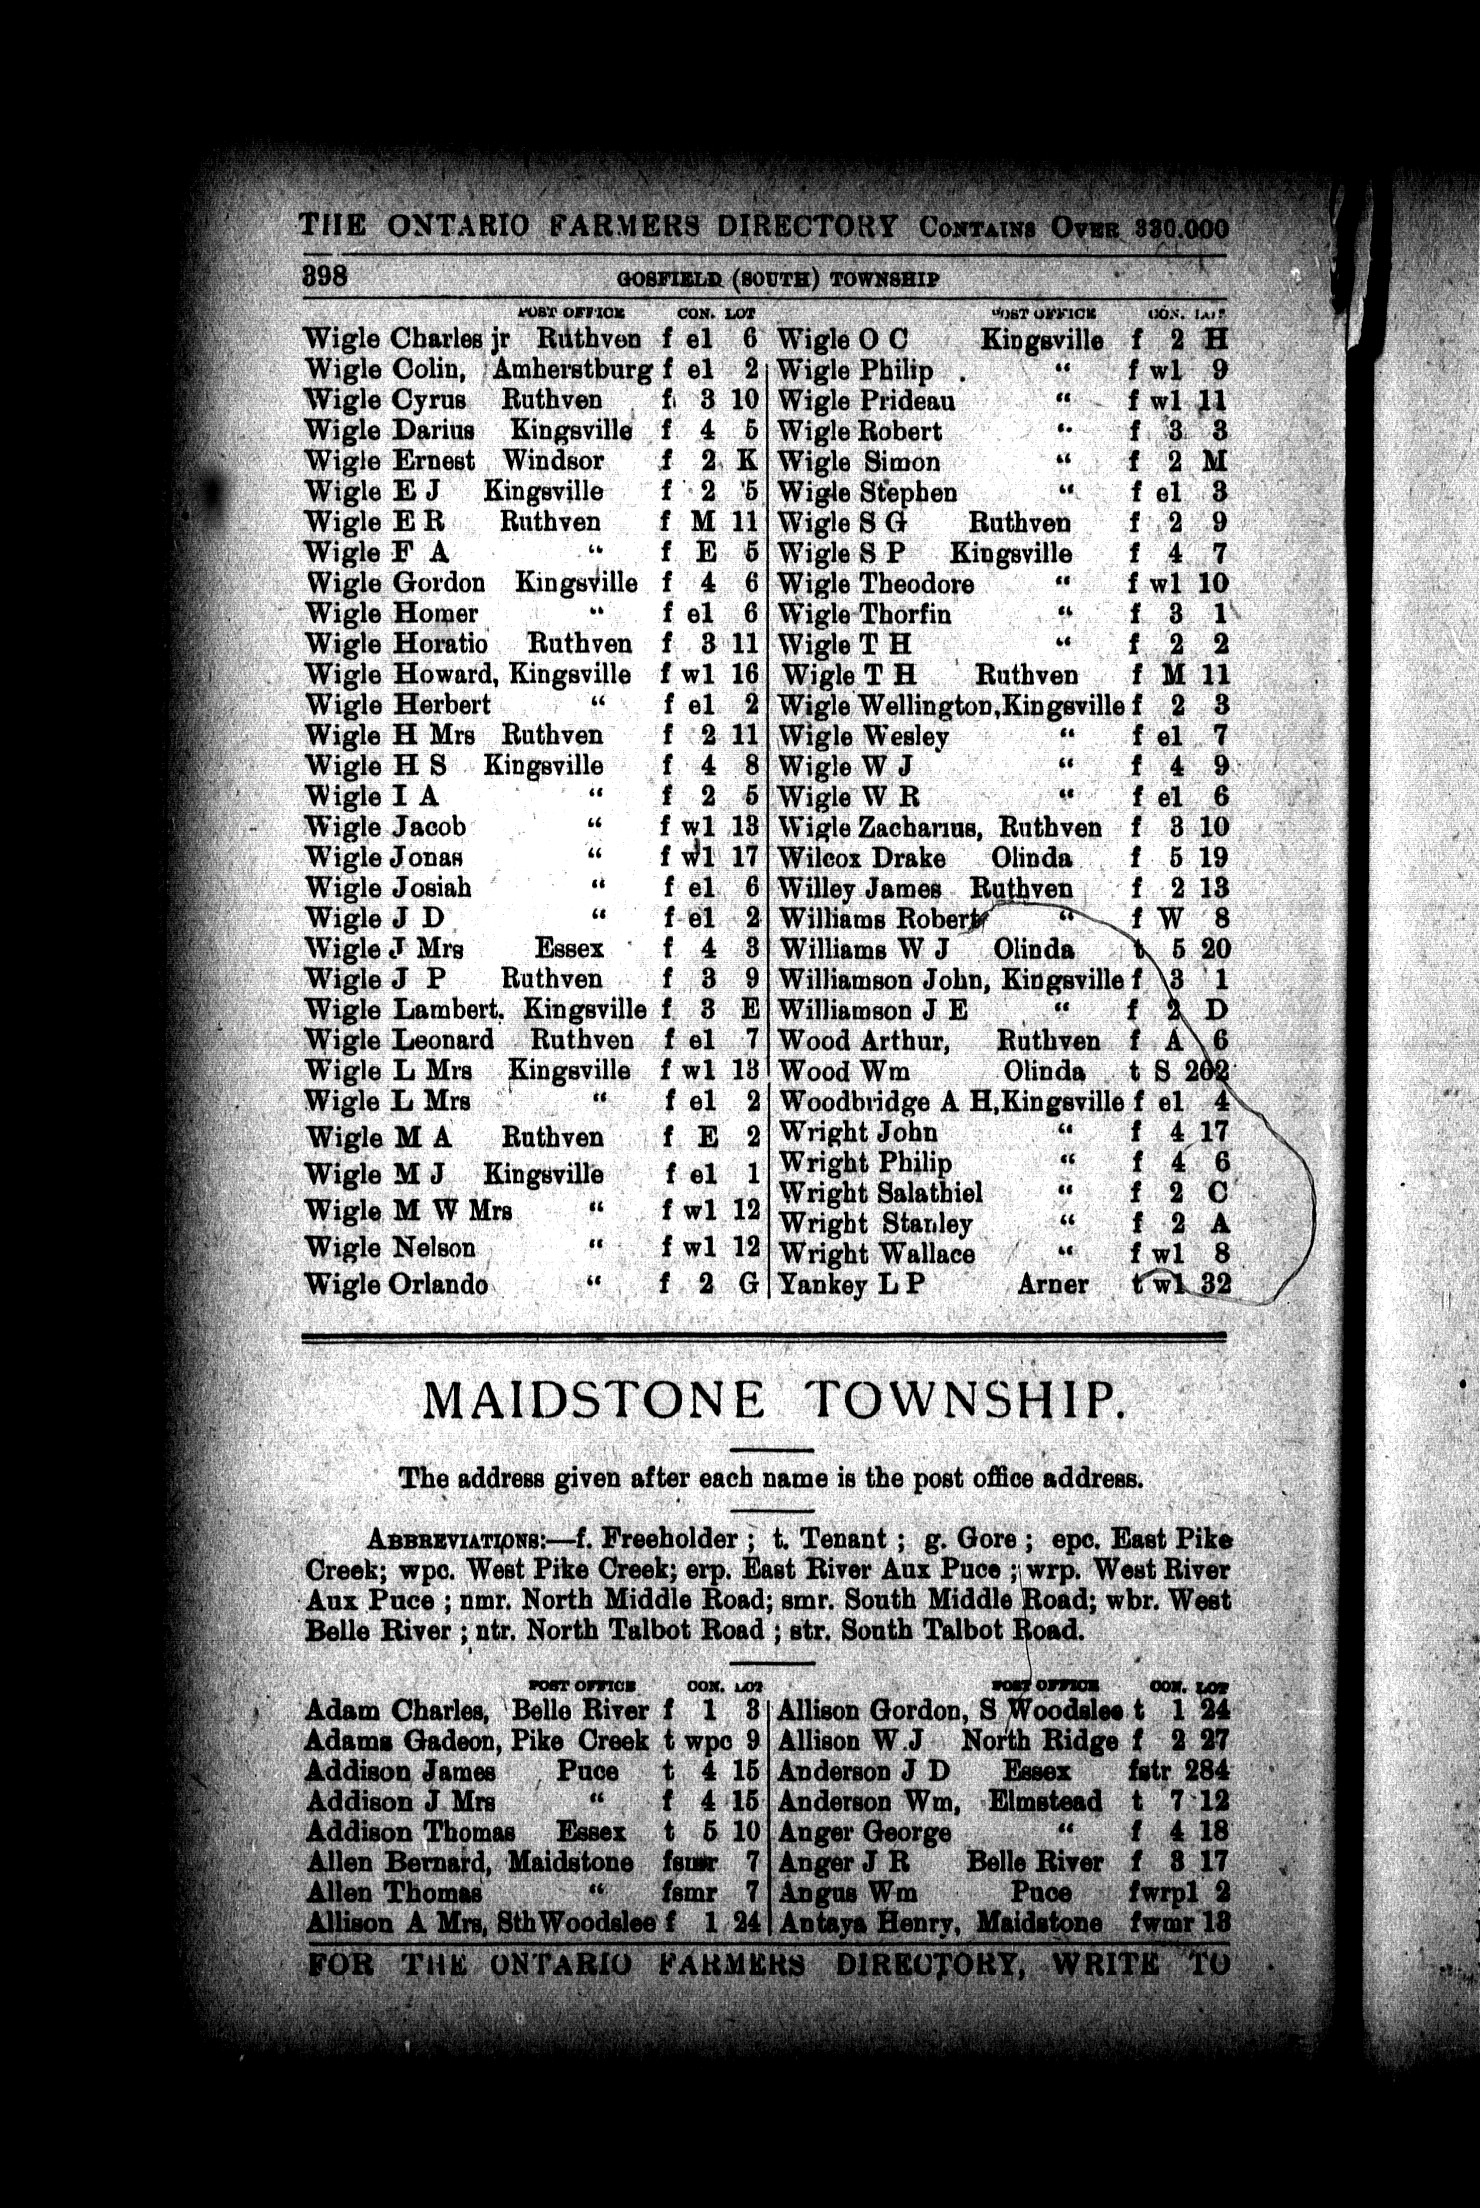 THE ONTARIO FARMERS DIRECTORY CONTAINS OVER 330.000
398 GOSFIELD (SOUTH) TOWNSHIP
POST OFFICE CON. LOT
Wigle Charles jr Ruthven f el 6
Wigle Colin, Amherstburg f el 2
Wigle Cyrus Ruthven f 3 10
Wigle Darius Kingsville f 4 5
Wigle Ernest Windsor f 2 K
Wigle E J Kingsville f 2 5
Wigle E R Ruthven f M 11
Wigle F A “ f E 5
Wigle Gordon Kingsville f 4 6
Wigle Homer “ f el 6
Wigle Horatio Ruthven f 3 11
Wigle Howard, Kingsville f wl 16
Wigle Herbert “ f el 2
Wigle H Mrs Ruthven f 2 11
Wigle H S Kingsville f 4 8
Wigle I A “ f 2 5
Wigle Jacob “ f wl 13
Wigle Jonas “ f wl 17
Wigle Josiah “ f el 6
Wigle J D “ f el 2
Wigle J Mrs Essex f 4 3
Wigle J P Ruthven f 3 9
Wigle Lambert. Kingsville f 3 E
Wigle Leonard Ruthven f el 7
Wigle L Mrs Kingsville f wl 13
Wigle L Mrs “ f el 2
Wigle M A Ruthven f E 2
Wigle M J Kingsville f el 1
Wigle M W Mrs “ f wl 12
Wigle Nelson “ f wl 12
Wigle Orlando “ f 2 G
POST OFFICE CON. LOT
Wigle O C Kingsville f 2 H
Wigle Philip “ f wl 9
Wigle Prideau “ f wl 11
Wigle Robert “ f 3 3
Wigle Simon “ f 2 M
Wigle Stephen “ f el 3
Wigle S G Ruthven f 2 9
Wigle S P Kingsville f 4 7
Wigle Theodore “ f wl 10
Wigle Thorfin “ f 3 1
Wigle T H “ f 2 2
Wigle T H Ruthven f M 11
Wigle Wellington, Kingsville f 2 3
Wigle Wesley “ f el 7
Wigle W J “ f 4 9
Wigle W R “ f el 6
Wigle Zacharius, Ruthven f 3 10
Wilcox Drake Olinda f 5 19
Willey James Ruthven f 2 13
Williams Robert “ f W 8
Williams W J Olinda t 5 20
Williamson John, Kingsville f 3 1
Williamson J E “ f 2 D
Wood Arthur, Ruthven f A 6
Wood Wm Olinda t S 262
Woodbridge A H, Kingsville f el 4
Wright John “ f 4 17
Wright Philip “ f 4 6
Wright Salathiel “ f 2 C
Wright Stanley “ f 2 A
Wright Wallace “ f wl 8
Yankey L P Arner t wl 32
MAIDSTONE TOWNSHIP.
The address given after each name is the post office address.
ABBREVIATIONS:—f. Freeholder ; t. Tenant ; g. Gore ; epc. East Pike
Creek; wpc. West Pike Creek; erp. East River Aux Puce ; wrp. West River
Aux Puce ; nmr. North Middle Road; smr. South Middle Road; wbr. West
Belle River ; ntr. North Talbot Road ; str. South Talbot Road.
POST OFFICE CON. LOT
Adam Charles, Belle River f 1 3
Adams Gadeon, Pike Creek t wpc 9
Addison James Puce t 4 15
Addison J Mrs “ f 4 15
Addison Thomas Essex t 5 10
Allen Bernard, Maidstone fsmr 7
Allen Thomas “ fsmr 7
Allison A Mrs, Sth Woodslee f 1 24
POST OFFICE CON. LOT
Allison Gordon, S Woodslee t 1 24
Allison W J North Ridge f 2 27
Anderson J D Essex fstr 284
Anderson Wm, Elmstead t 7 12
Anger George “ f 4 18
Anger J R Belle River f 3 17
Angus Wm Puce fwrpl 2
Antaya Henry, Maidstone fwmr 13
FOR THE ONTARIO FARMERS DIRECTORY, WRITE TO